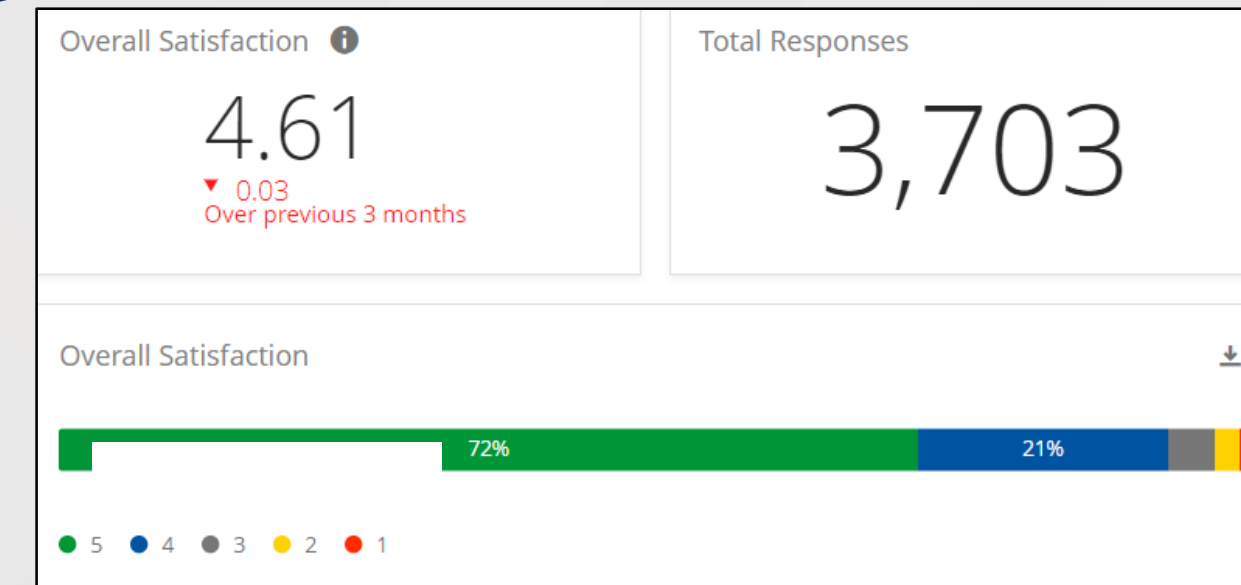 Overall Satisfaction
4.61
0.03
Over previous 3 months
Total Responses
3,703
Overall Satisfaction
72% 21%
5 4 3 2 1